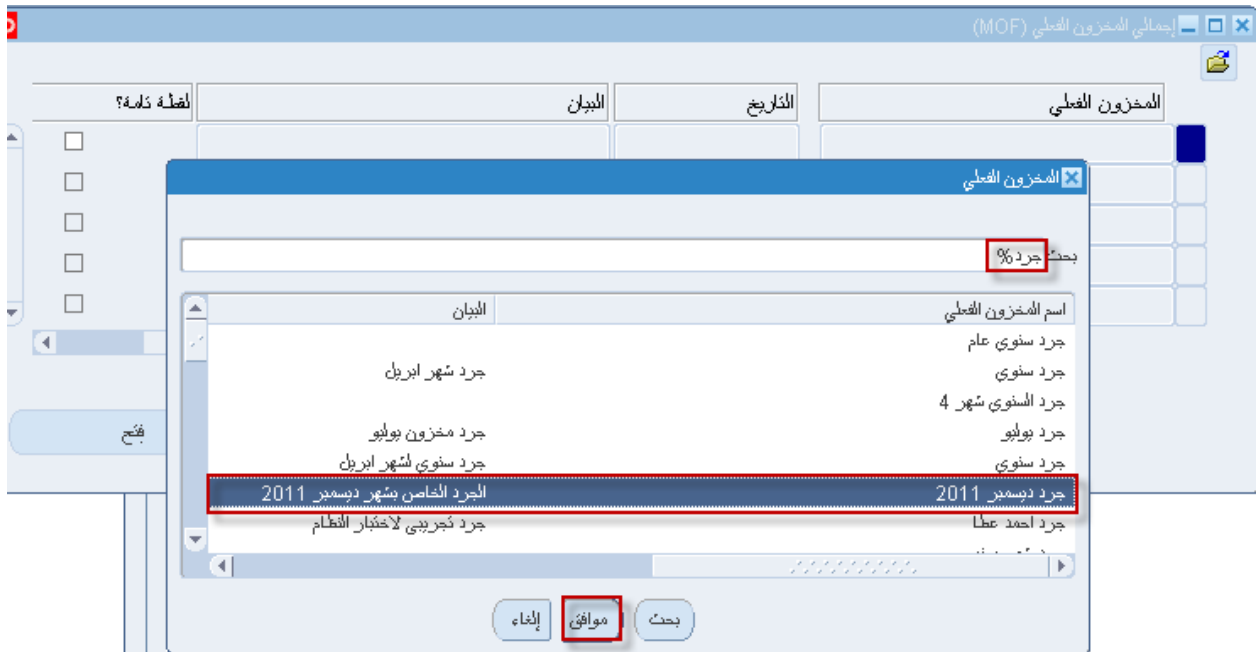 إجمالي المخزون الفعلي (MOF)
المخزون الفعلي التاريخ البيان لقطة تامة؟
المخزون الفعلي
بحث جرد%
اسم المخزون الفعلي البيان
جرد سنوي عام
جرد سنوي جرد شهر ابريل
جرد السنوي شهر 4
جرد يوليو جرد مخزون يوليو
جرد سنوي جرد سنوي لشهر ابريل
جرد ديسمبر 2011 الجرد الخاص بشهر ديسمبر 2011
جرد احمد عطا جرد تجريبى لاختبار النظام
فتح
بحث موافق إلغاء